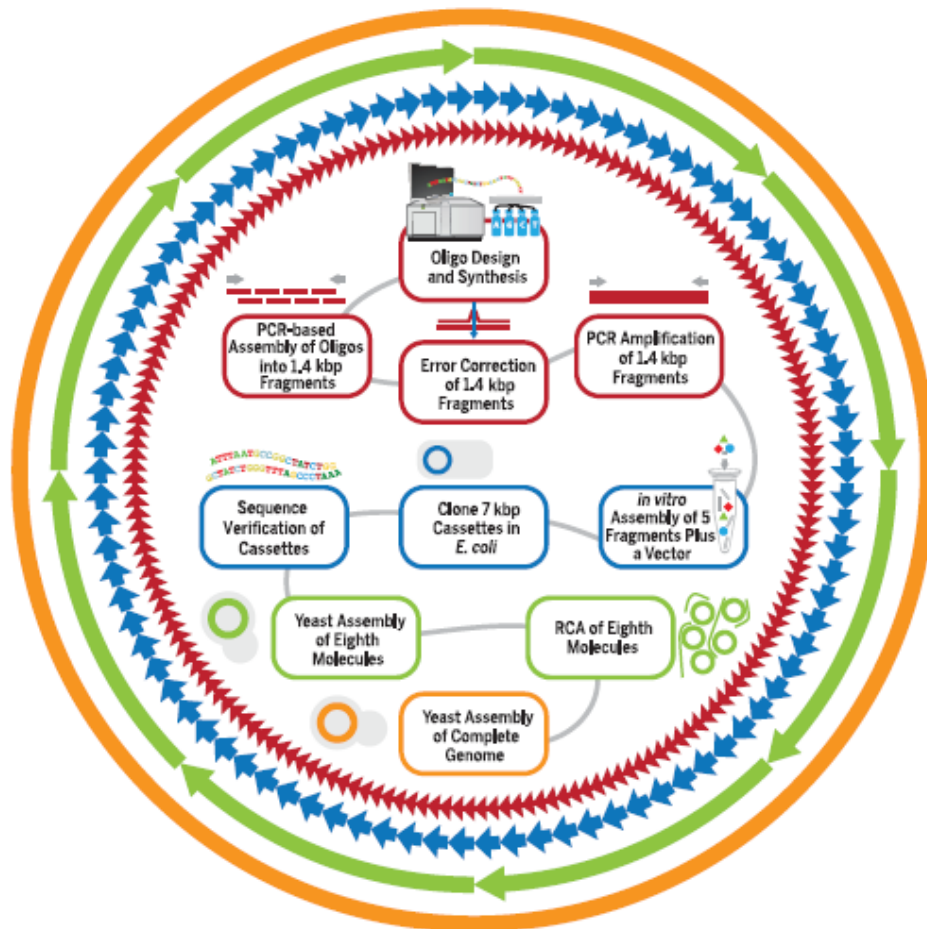 Oligo Design
and Synthesis
PCR-based
Assembly of Oligos
into 1.4 kbp
Fragments
Error Correction
of 1.4 kbp
Fragments
PCR Amplification
of 1.4 kbp
Fragments
ATTTAATGCCGGCTATCTGG
GCTATCTGGGTTTAGCCCTAAA
Sequence
Verification of
Cassettes
Clone 7 kbp
Cassettes in
E. coli
in vitro
Assembly of 5
Fragments Plus
a Vector
Yeast Assembly
of Eighth
Molecules
RCA of Eighth
Molecules
Yeast Assembly
of Complete
Genome